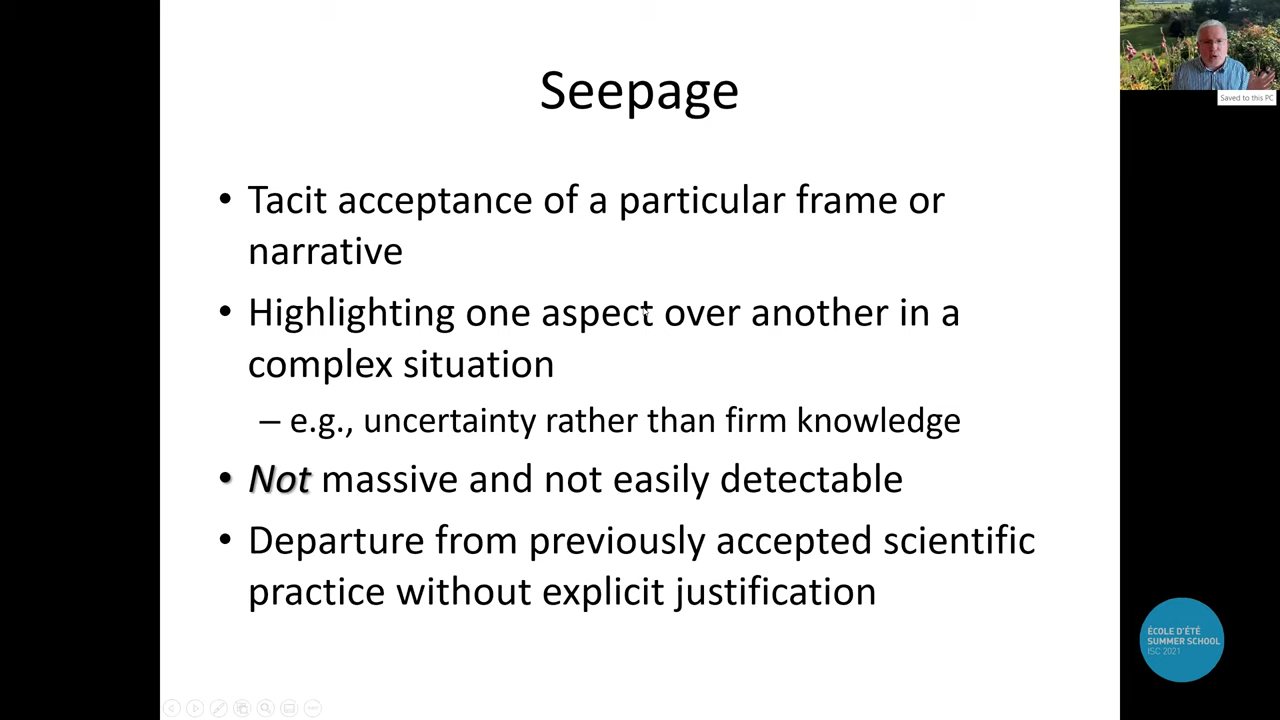 Seepage
Saved to this PC
• Tacit acceptance of a particular frame or
narrative
• Highlighting one aspect over another in a
complex situation
– e.g., uncertainty rather than firm knowledge
• Not massive and not easily detectable
• Departure from previously accepted scientific
practice without explicit justification
ÉCOLE D'ÉTÉ
SUMMER SCHOOL
ISC 2021